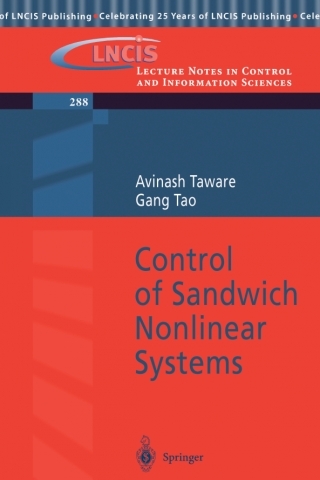 of LNCIS Publishing • Celebrating 25 Years of LNCIS Publishing • Cele
LNCIS
LECTURE NOTES IN CONTROL
AND INFORMATION SCIENCES
288
Avinash Taware
Gang Tao
Control
of Sandwich
Nonlinear
Systems
Springer